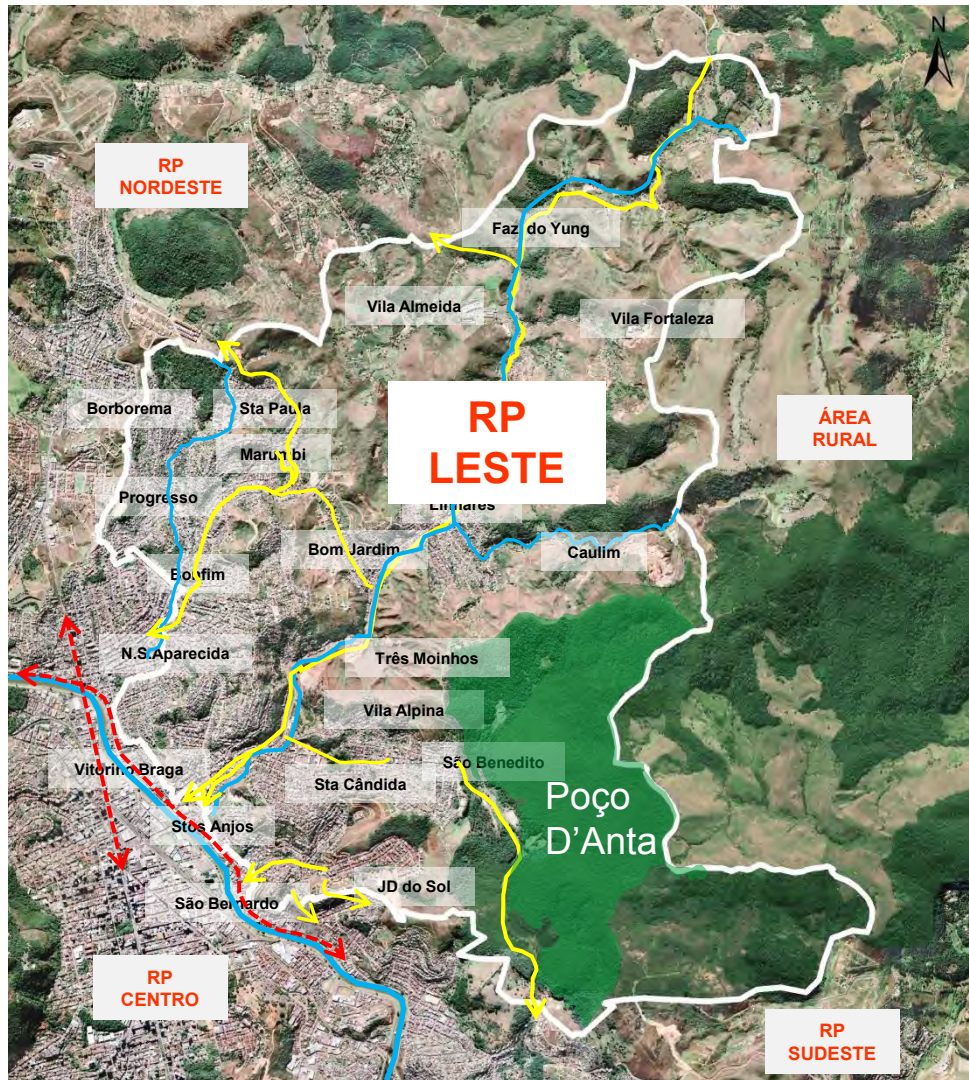 N
RP
NORDESTE
Faz. do Yung
Vila Almeida
Vila Fortaleza
Borborema
Sta Paula
RP
LESTE
ÁREA
RURAL
Marumbi
Progresso
Linhares
Bom Jardim
Caulim
Bonfim
N.S.Aparecida
Três Moinhos
Vila Alpina
Vitorino Braga
Sta Cândida
São Benedito
Poço
D'Anta
Stos Anjos
São Bernardo
JD do Sol
RP
CENTRO
RP
SUDESTE